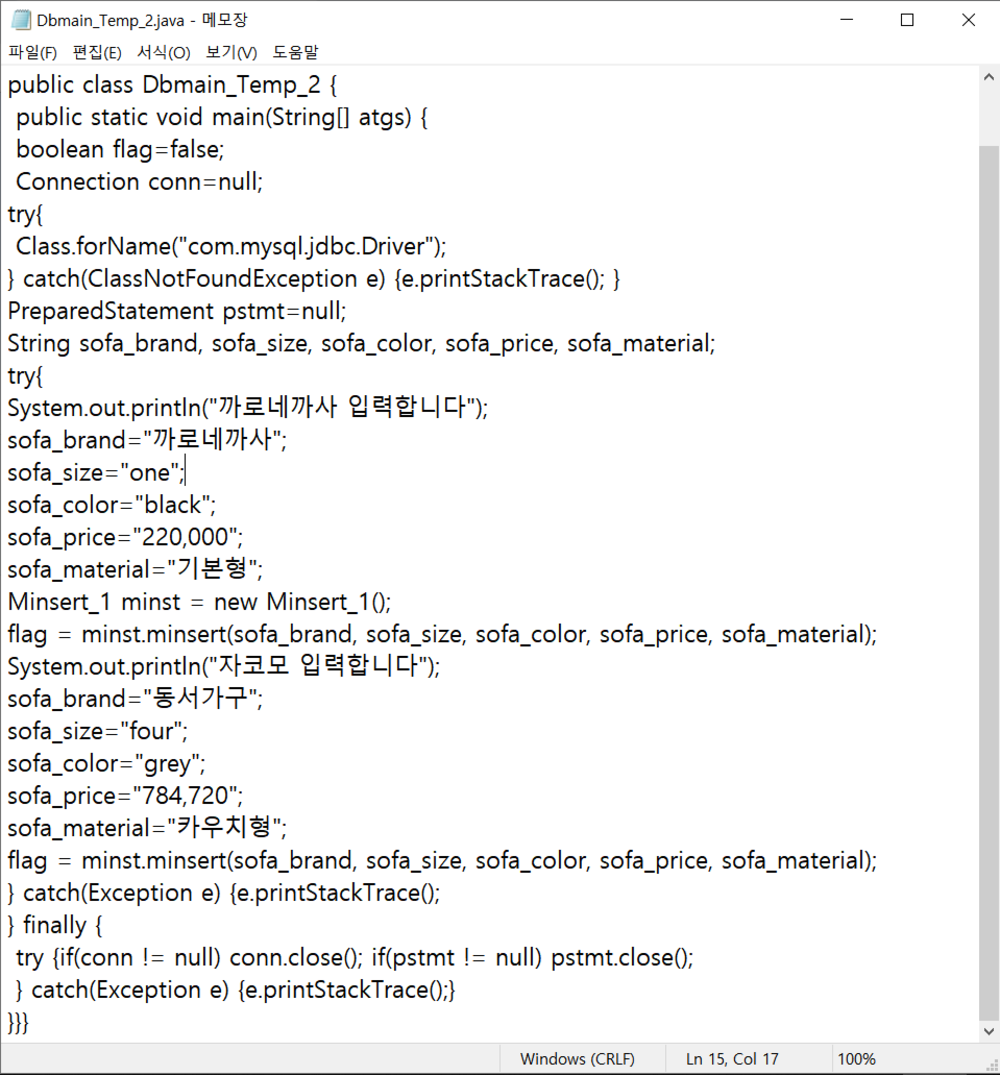 Dbmain_Temp_2.java - 메모장
파일(F) 편집(E) 서식(O) 보기(V) 도움말
public class Dbmain_Temp_2 {
public static void main(String[] atgs) {
boolean flag=false;
Connection conn=null;
try{
Class.forName("com.mysql.jdbc.Driver");
} catch(ClassNotFoundException e) {e.printStackTrace(); }
PreparedStatement pstmt=null;
String sofa_brand, sofa_size, sofa_color, sofa_price, sofa_material;
try{
System.out.println("까로네까사 입력합니다");
sofa_brand="까로네까사";
sofa_size="one";
sofa_color="black";
sofa_price="220,000";
sofa_material="기본형";
Minsert_1 minst = new Minsert_1();
flag = minst.minsert(sofa_brand, sofa_size, sofa_color, sofa_price, sofa_material);
System.out.println("자코모 입력합니다");
sofa_brand="동서가구";
sofa_size="four";
sofa_color="grey";
sofa_price="784,720";
sofa_material="카우치형";
flag = minst.minsert(sofa_brand, sofa_size, sofa_color, sofa_price, sofa_material);
} catch(Exception e) {e.printStackTrace();
} finally {
try {if(conn != null) conn.close(); if(pstmt != null) pstmt.close();
} catch(Exception e) {e.printStackTrace();}
}}}
Windows (CRLF) Ln 15, Col 17 100%